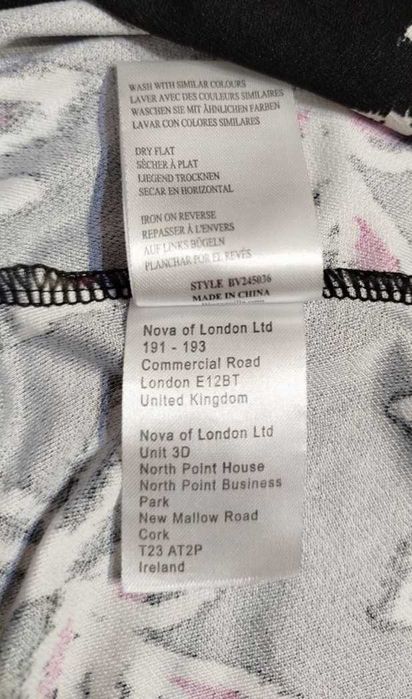 WASH WITH SIMILAR COLOURS
LAVER AVEC DES COULEURS SIMILAIRES
WASCHEN SIE MIT ÄHNLICHEN FARBEN
LAVAR CON COLORES SIMILARES
DRY FLAT
SÈCHER À PLAT
LIEGEND TROCKNEN
SECAR EN HORIZONTAL
IRON ON REVERSE
REPASSER À L'ENVERS
AUF LINKS BÜGELN
PLANCHAR POR EL REVÉS
STYLE BV245036
MADE IN CHINA
Nova of London Ltd
191 - 193
Commercial Road
London E12BT
United Kingdom
Nova of London Ltd
Unit 3D
North Point House
North Point Business
Park
New Mallow Road
Cork
T23 AT2P
Ireland